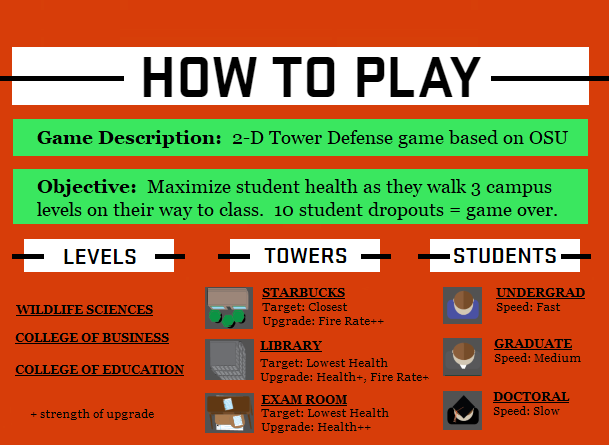 HOW TO PLAY
Game Description:  2-D Tower Defense game based on OSU
Objective:  Maximize student health as they walk 3 campus
levels on their way to class.  10 student dropouts = game over.
LEVELS
WILDLIFE SCIENCES
COLLEGE OF BUSINESS
COLLEGE OF EDUCATION
+ strength of upgrade
TOWERS
STARBUCKS
Target: Closest
Upgrade: Fire Rate++
LIBRARY
Target: Lowest Health
Upgrade: Health+, Fire Rate+
EXAM ROOM
Target: Lowest Health
Upgrade: Health++
STUDENTS
UNDERGRAD
Speed: Fast
GRADUATE
Speed: Medium
DOCTORAL
Speed: Slow